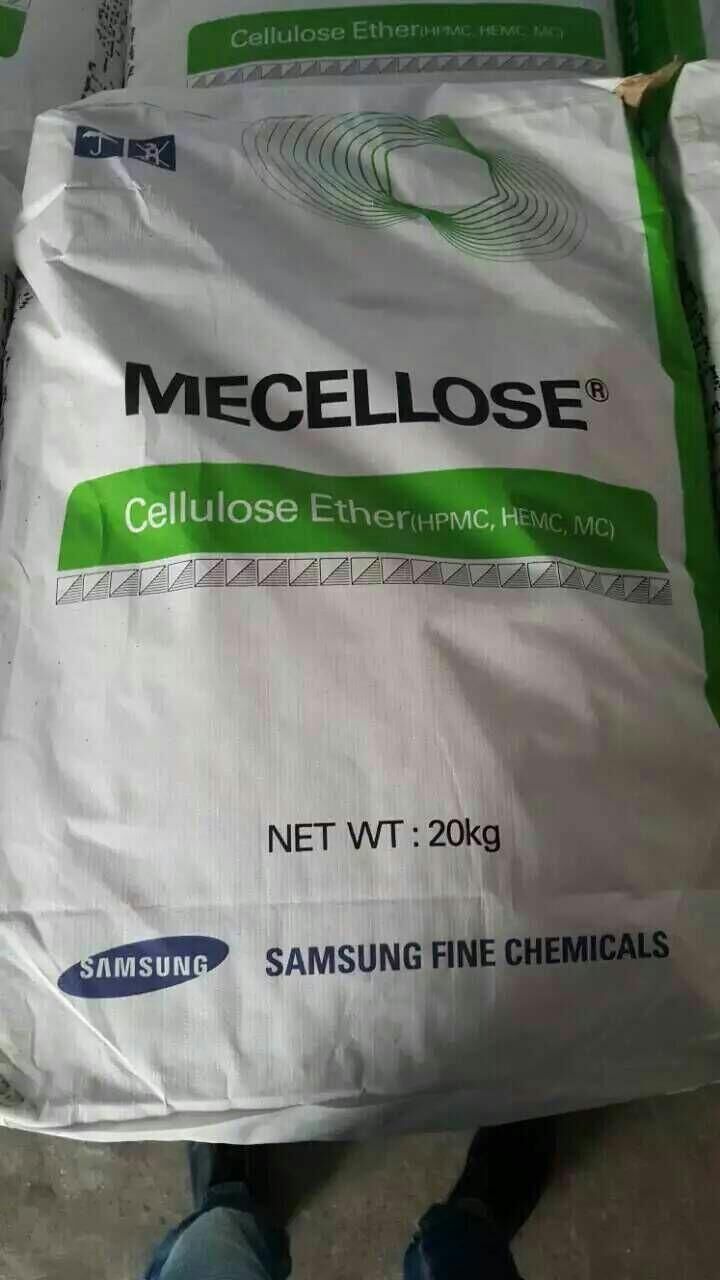 Cellulose Ether(HPMC, HEMC, MC)
MECELLOSE®
Cellulose Ether(HPMC, HEMC, MC)
NET WT : 20kg
SAMSUNG
SAMSUNG FINE CHEMICALS